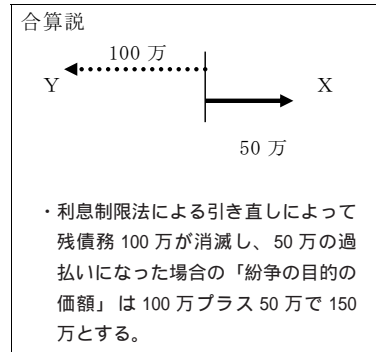 合算説
100 万
Y
X
50 万
・利息制限法による引き直しによって
残債務 100 万が消滅し、50 万の過
払いになった場合の「紛争の目的の
価額」は 100 万プラス 50 万で 150
万とする。